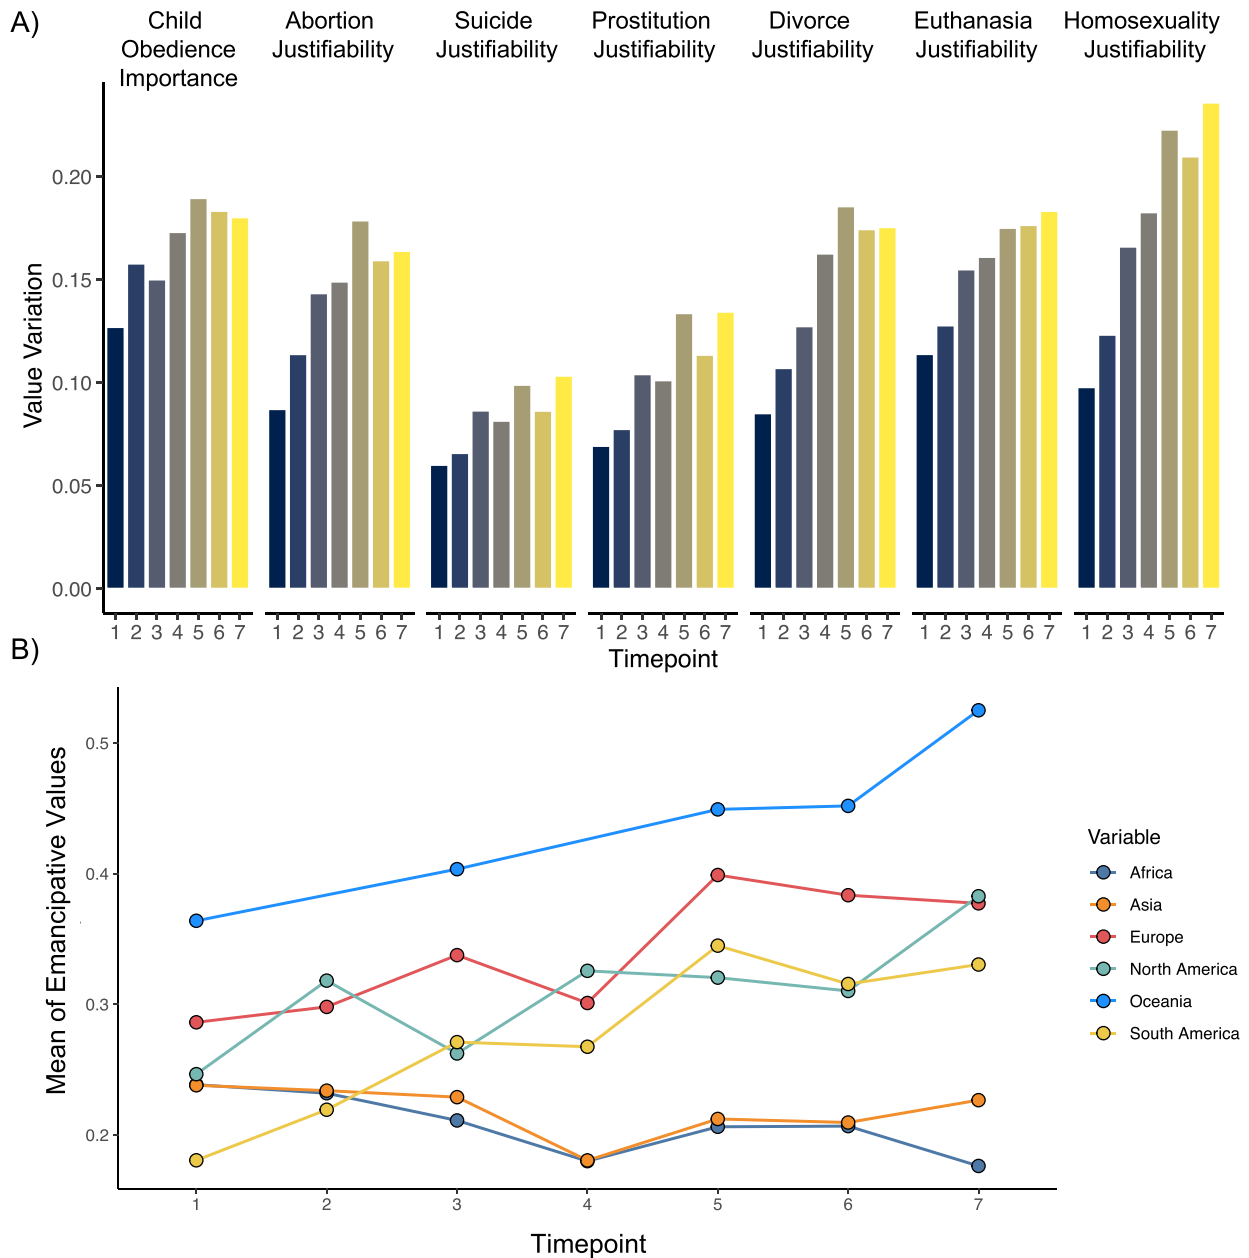 A)
Child Obedience Importance
Abortion Justifiability
Suicide Justifiability
Prostitution Justifiability
Divorce Justifiability
Euthanasia Justifiability
Homosexuality Justifiability
Value Variation
0.20
0.15
0.10
0.05
0.00
1 2 3 4 5 6 7
1 2 3 4 5 6 7
1 2 3 4 5 6 7
1 2 3 4 5 6 7
1 2 3 4 5 6 7
1 2 3 4 5 6 7
1 2 3 4 5 6 7
Timepoint
B)
Mean of Emancipative Values
0.5
0.4
0.3
0.2
1 2 3 4 5 6 7
Timepoint
Variable
Africa
Asia
Europe
North America
Oceania
South America